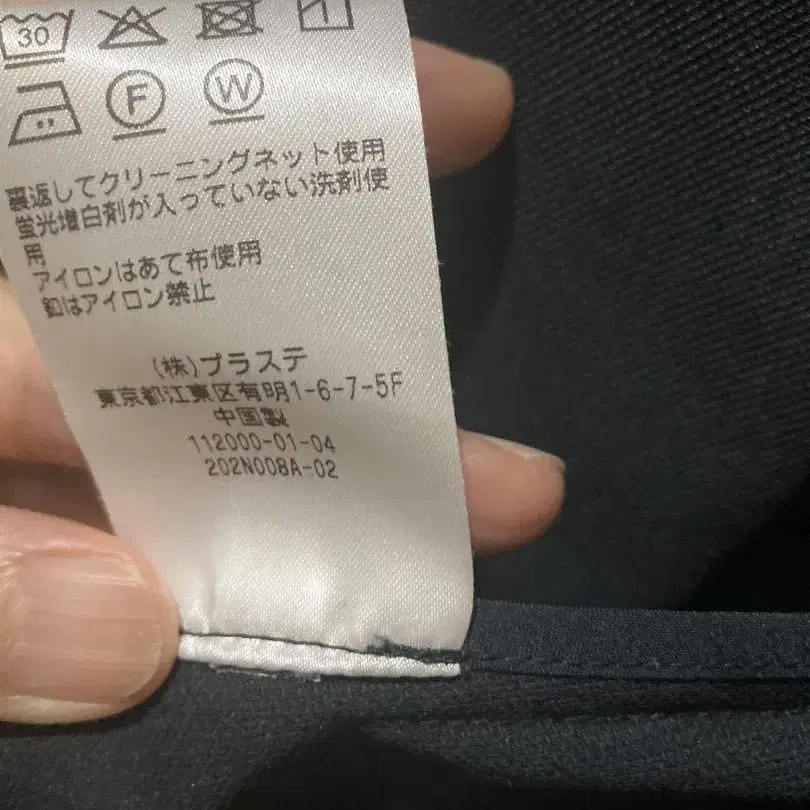 30
1
F W
裏返してクリーニングネット使用
蛍光増白剤が入っていない洗剤使
用
アイロンはあて布使用
釦はアイロン禁止
(株)プラステ
東京都江東区有明1-6-7-5F
中国製
112000-01-04
202N008A-02